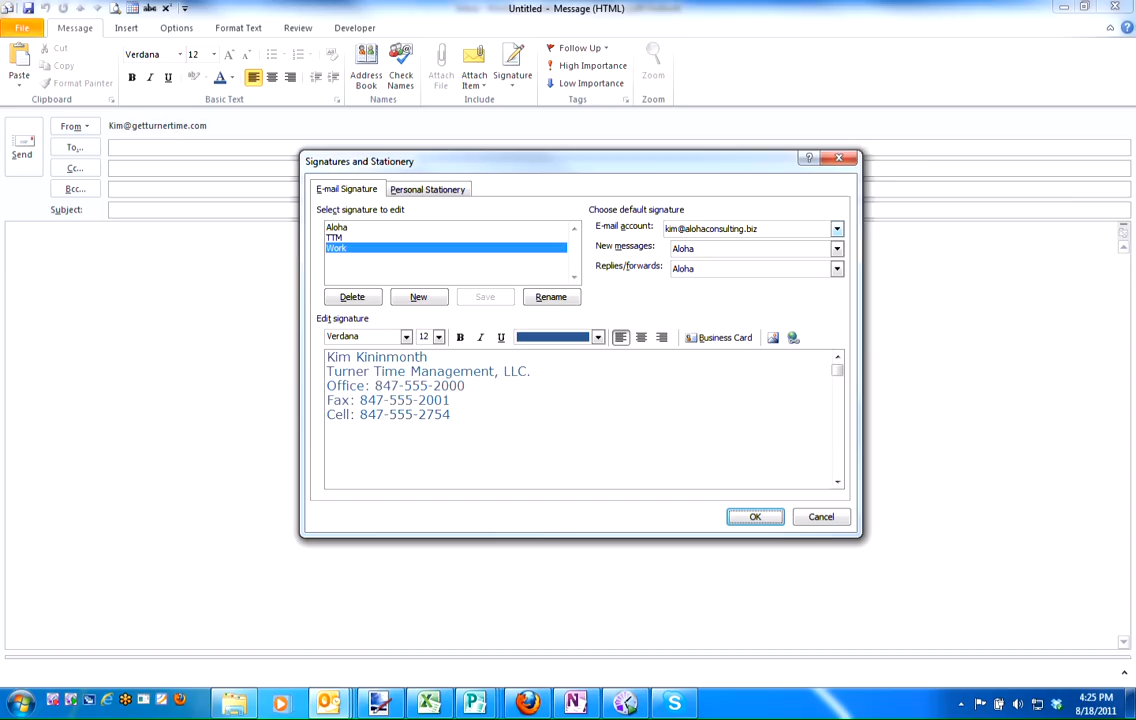 Untitled - Message (HTML)
File Message Insert Options Format Text Review Developer
Cut
Copy
Format Painter
Paste
Clipboard
Verdana 12
B I U
Basic Text
Address Book
Check Names
Names
Attach File
Attach Item
Signature
Include
Follow Up
High Importance
Low Importance
Tags
Zoom
Zoom
Send
From Kim@getturnertime.com
To...
Cc...
Bcc...
Subject:
Signatures and Stationery
E-mail Signature Personal Stationery
Select signature to edit
Aloha
TTM
Work
Delete New Save Rename
Choose default signature
E-mail account: kim@alohaconsulting.biz
New messages: Aloha
Replies/forwards: Aloha
Edit signature
Verdana 12 B I U Business Card
Kim Kininmonth
Turner Time Management, LLC.
Office: 847-555-2000
Fax: 847-555-2001
Cell: 847-555-2754
OK Cancel
4:25 PM
8/18/2011